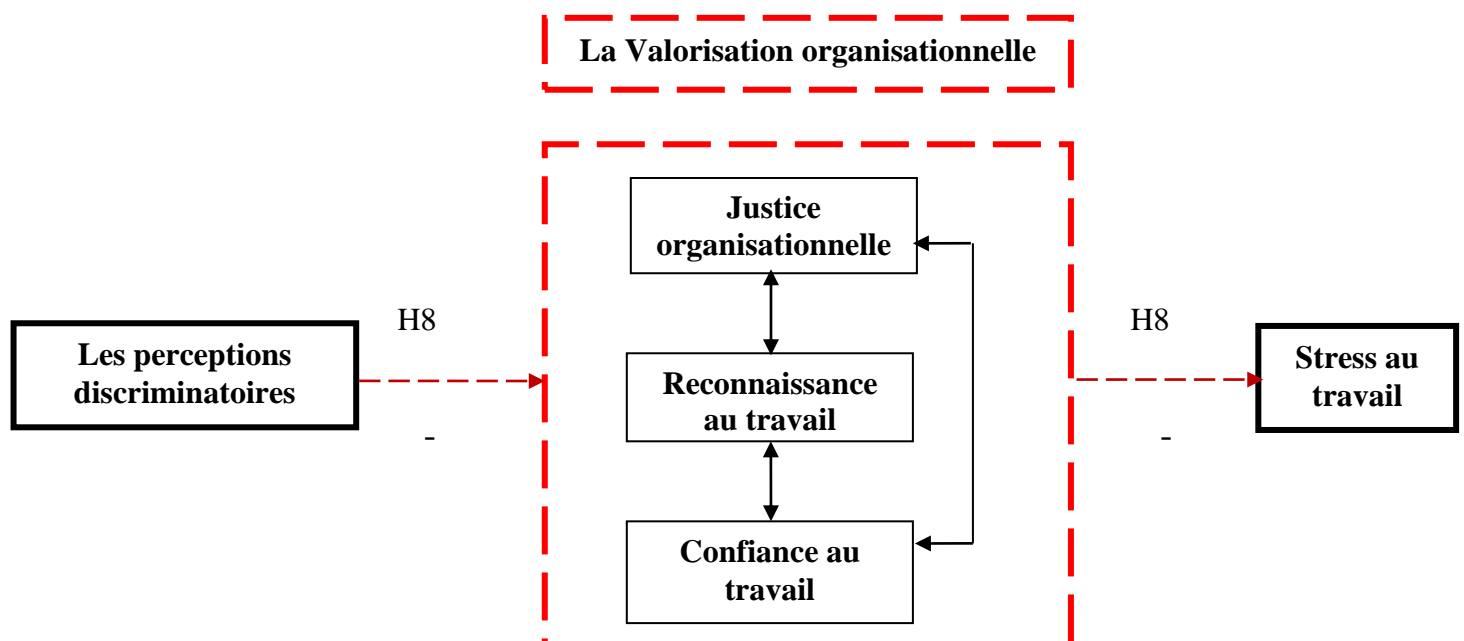 La Valorisation organisationnelle
Justice
organisationnelle
H8
H8
Les perceptions
discriminatoires
Reconnaissance
au travail
Stress au
travail
-
-
Confiance au
travail